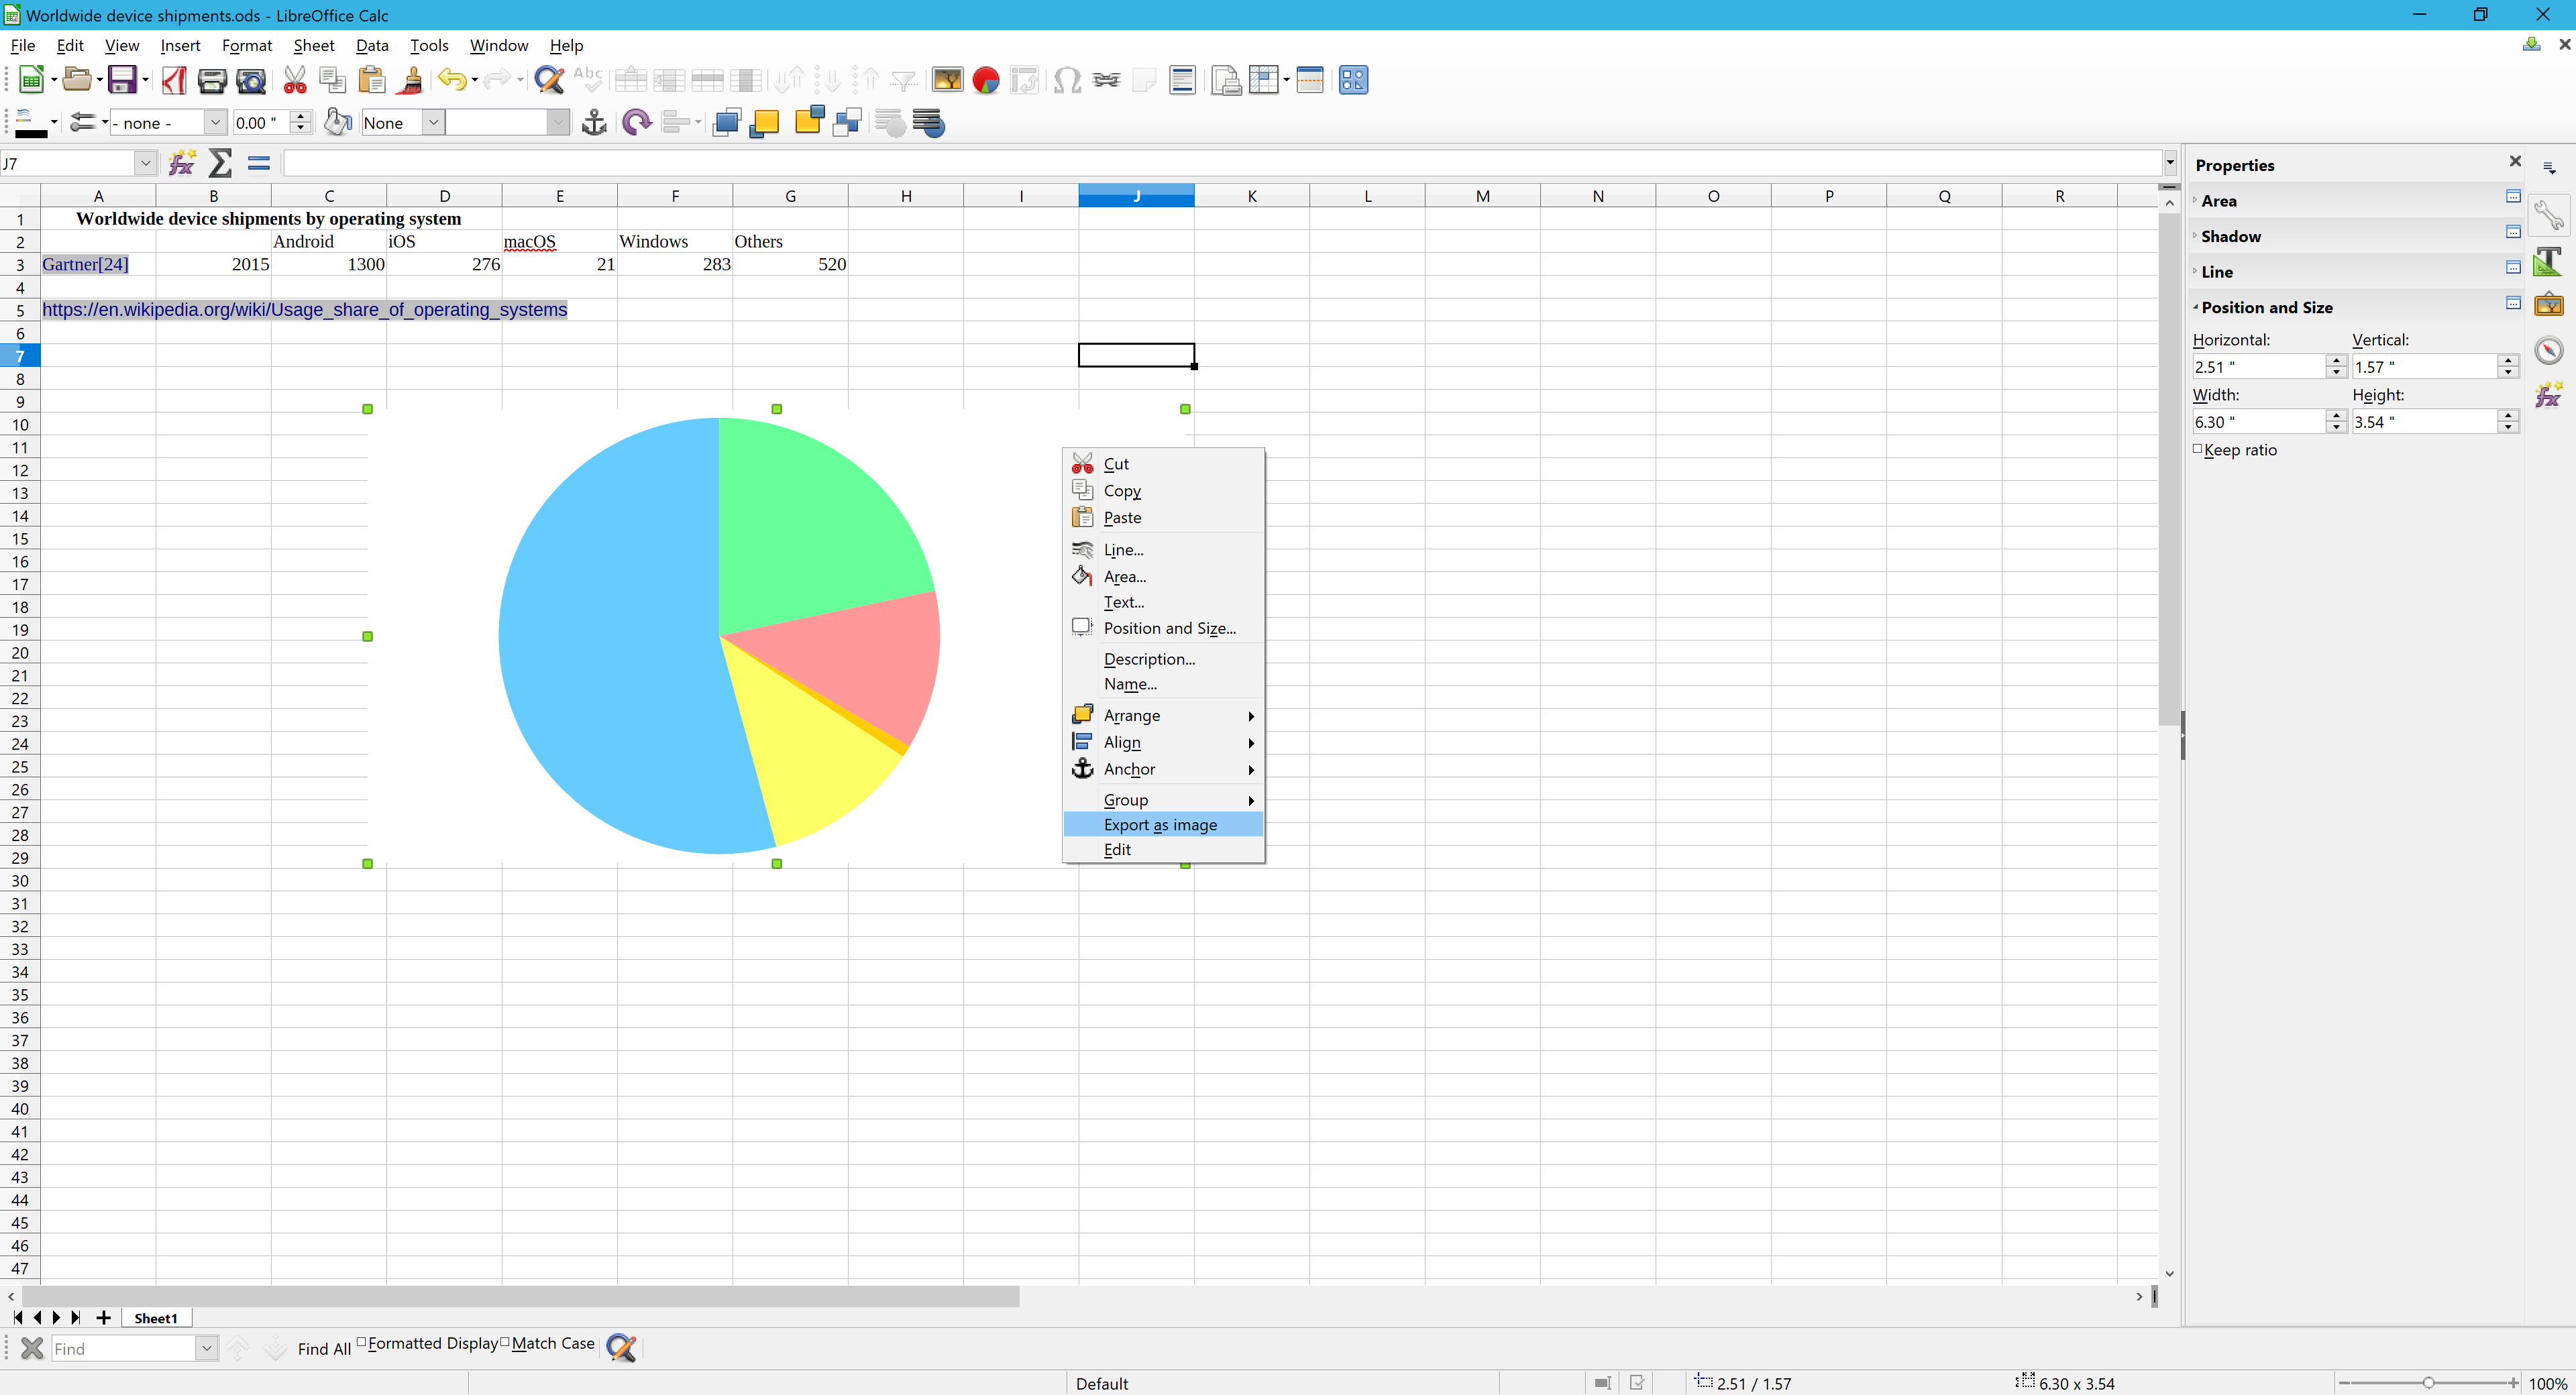 Worldwide device shipments.ods - LibreOffice Calc
File Edit View Insert Format Sheet Data Tools Window Help
Abc
- none - 0.00 " None
J7
A B C D E F G H I J K L M N O P Q R
1 Worldwide device shipments by operating system
2 Android iOS macOS Windows Others
3 Gartner[24] 2015 1300 276 21 283 520
4
5 https://en.wikipedia.org/wiki/Usage_share_of_operating_systems
6
7
8
9
10
11
12
13
14
15
16
17
18
19
20
21
22
23
24
25
26
27
28
29
30
31
32
33
34
35
36
37
38
39
40
41
42
43
44
45
46
47
Cut
Copy
Paste
Line...
Area...
Text...
Position and Size...
Description...
Name...
Arrange
Align
Anchor
Group
Export as image
Edit
Properties
Area
Shadow
Line
Position and Size
Horizontal: Vertical:
2.51 " 1.57 "
Width: Height:
6.30 " 3.54 "
Keep ratio
Sheet1
Find Find All Formatted Display Match Case
Default 2.51 / 1.57 6.30 x 3.54 100%